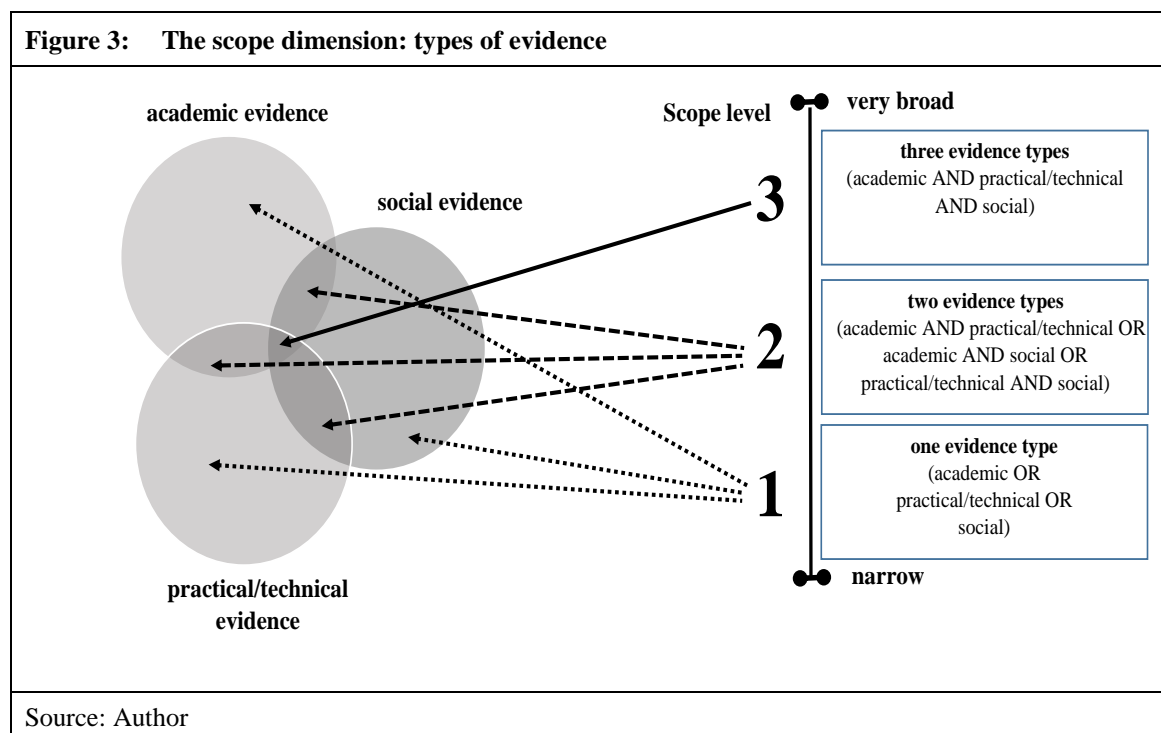 Figure 3: The scope dimension: types of evidence
academic evidence
social evidence
practical/technical
evidence
Scope level
very broad
3
three evidence types
(academic AND practical/technical
AND social)
2
two evidence types
(academic AND practical/technical OR
academic AND social OR
practical/technical AND social)
1
one evidence type
(academic OR
practical/technical OR
social)
narrow
Source: Author